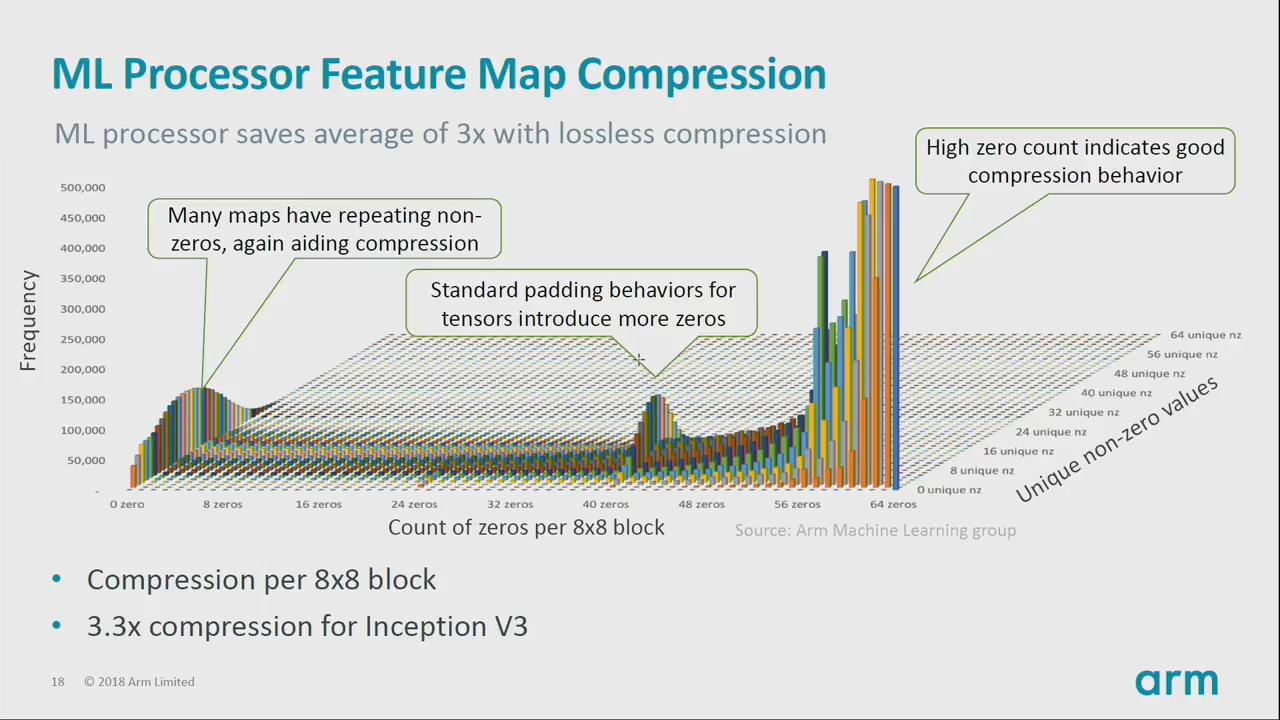 ML Processor Feature Map Compression
ML processor saves average of 3x with lossless compression
High zero count indicates good
compression behavior
Many maps have repeating non-
zeros, again aiding compression
Standard padding behaviors for
tensors introduce more zeros
Frequency
500,000
450,000
400,000
350,000
300,000
250,000
200,000
150,000
100,000
50,000
-
0 zero
8 zeros
16 zeros
24 zeros
32 zeros
40 zeros
48 zeros
56 zeros
64 zeros
Count of zeros per 8x8 block
64 unique nz
56 unique nz
48 unique nz
40 unique nz
32 unique nz
24 unique nz
16 unique nz
8 unique nz
0 unique nz
Unique non-zero values
Source: Arm Machine Learning group
• Compression per 8x8 block
• 3.3x compression for Inception V3
18 © 2018 Arm Limited
arm